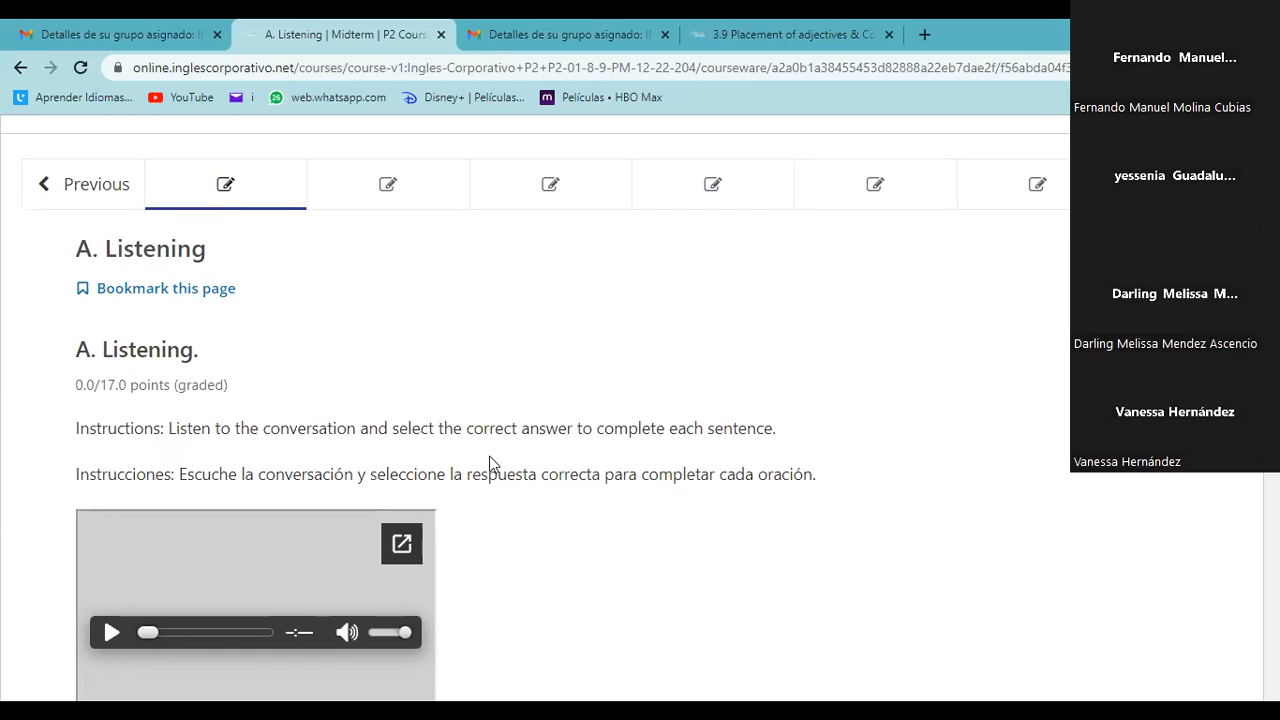 Detalles de su grupo asignado: I
A. Listening | Midterm | P2 Cours
Detalles de su grupo asignado: I
3.9 Placement of adjectives & Co
online.inglescorporativo.net/courses/course-v1:Ingles-Corporativo+P2+P2-01-8-9-PM-12-22-204/courseware/a2a0b1a38455453d82888a22eb7dae2f/f56abda04f3
Aprender Idiomas...
YouTube
i
web.whatsapp.com
Disney+ | Películas...
Películas • HBO Max
Previous
A. Listening
Bookmark this page
A. Listening.
0.0/17.0 points (graded)
Instructions: Listen to the conversation and select the correct answer to complete each sentence.
Instrucciones: Escuche la conversación y seleccione la respuesta correcta para completar cada oración.
-:--
Fernando Manuel...
Fernando Manuel Molina Cubias
yessenia Guadalu...
Darling Melissa M...
Darling Melissa Mendez Ascencio
Vanessa Hernández
Vanessa Hernández